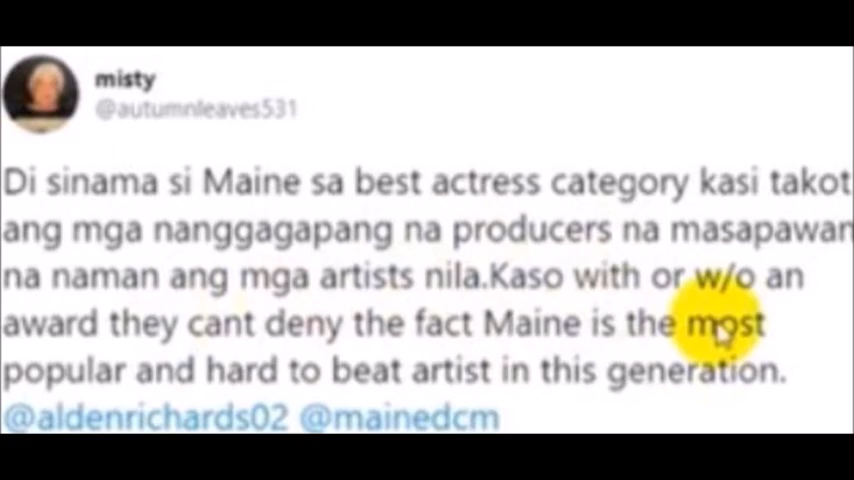 misty
@autumnleaves531
Di sinama si Maine sa best actress category kasi takot
ang mga nanggagapang na producers na masapawan
na naman ang mga artists nila.Kaso with or w/o an
award they cant deny the fact Maine is the most
popular and hard to beat artist in this generation.
@aldenrichards02 @mainedcm